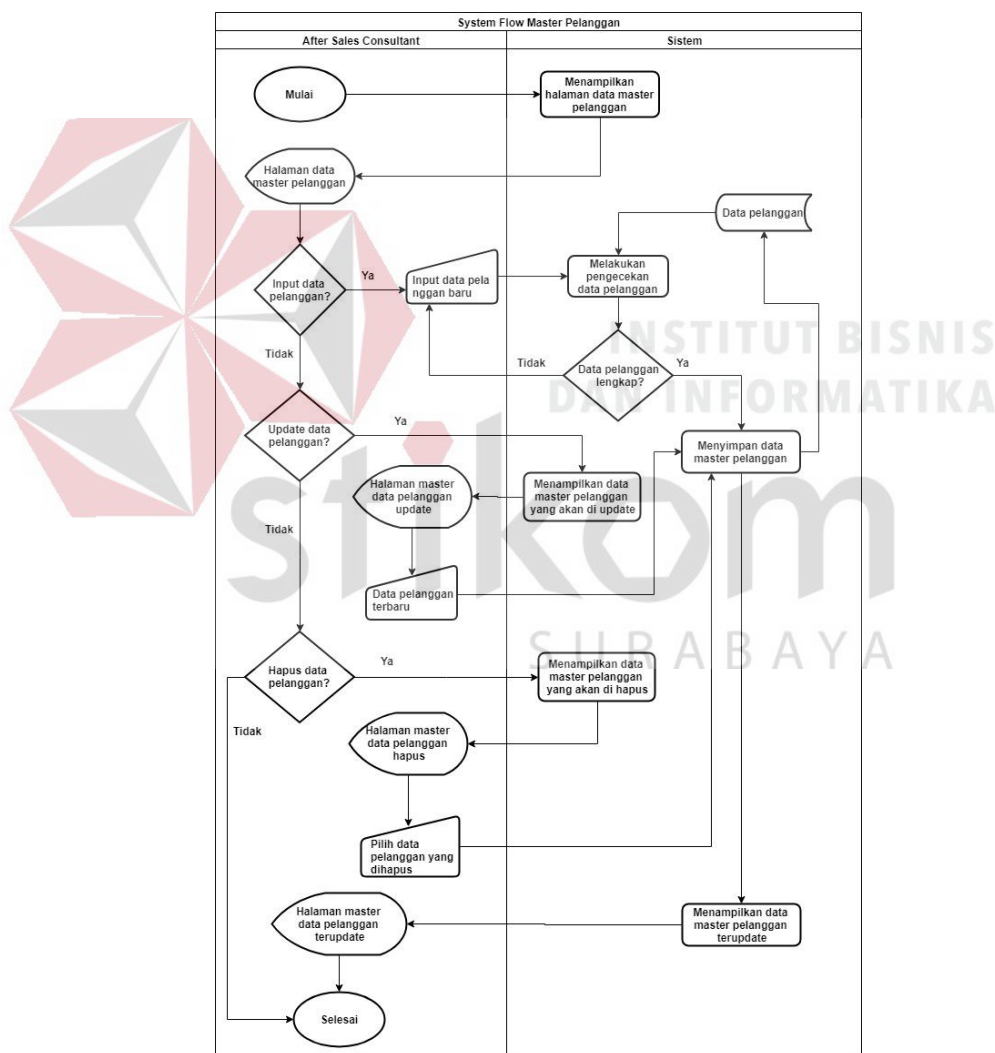 System Flow Master Pelanggan
After Sales Consultant
Sistem
Mulai
Menampilkan
halaman data master
pelanggan
Halaman data
master pelanggan
Data pelanggan
Input data
pelanggan?
Ya
Input data pela
nggan baru
Melakukan
pengecekan
data pelanggan
Tidak
Tidak
Data pelanggan
lengkap?
Ya
INSTITUT BISNIS
DAN INFORMATIKA
Update data
pelanggan?
Ya
Menyimpan data
master pelanggan
Halaman master
data pelanggan
update
Menampilkan data
master pelanggan
yang akan di update
Tidak
stikom
Data pelanggan
terbaru
SURABAYA
Hapus data
pelanggan?
Ya
Menampilkan data
master pelanggan
yang akan di hapus
Tidak
Halaman master
data pelanggan
hapus
Pilih data
pelanggan yang
dihapus
Halaman master
data pelanggan
terupdate
Menampilkan data
master pelanggan
terupdate
Selesai